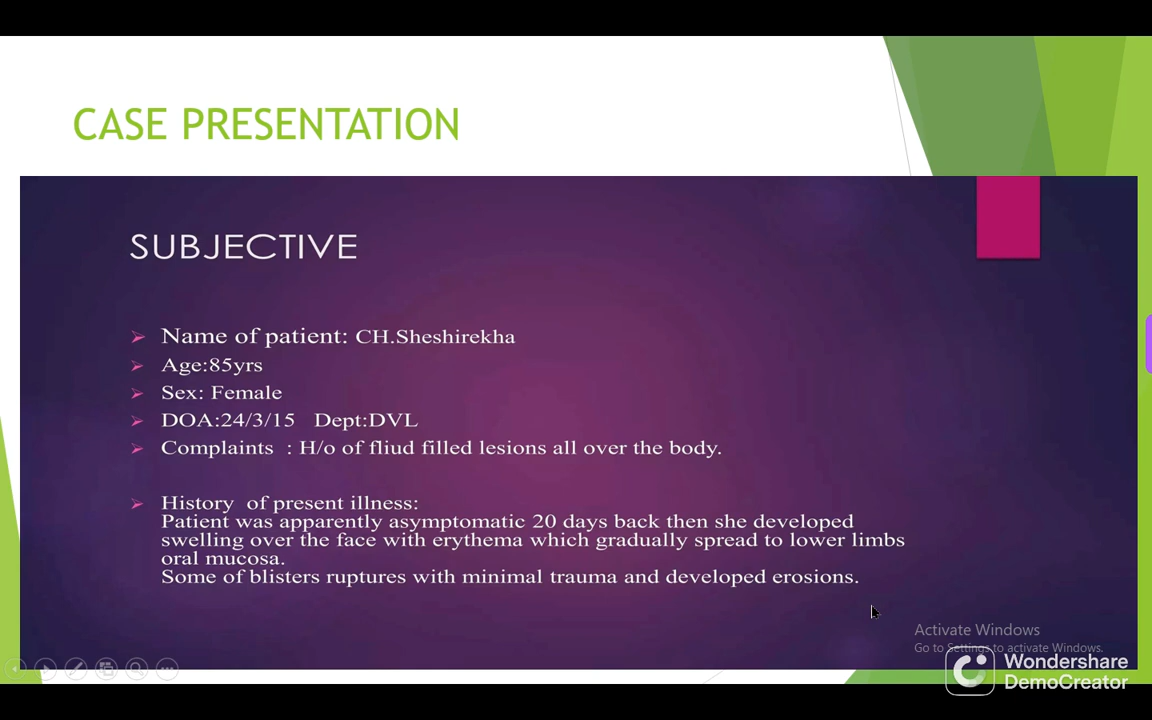 CASE PRESENTATION
SUBJECTIVE
Name of patient: CH.Sheshirekha
Age:85yrs
Sex: Female
DOA:24/3/15 Dept:DVL
Complaints : H/o of fliud filled lesions all over the body.
History of present illness:
Patient was apparently asymptomatic 20 days back then she developed
swelling over the face with erythema which gradually spread to lower limbs
oral mucosa.
Some of blisters ruptures with minimal trauma and developed erosions.
Activate Windows
Go to Settings to activate Windows.
Wondershare
DemoCreator